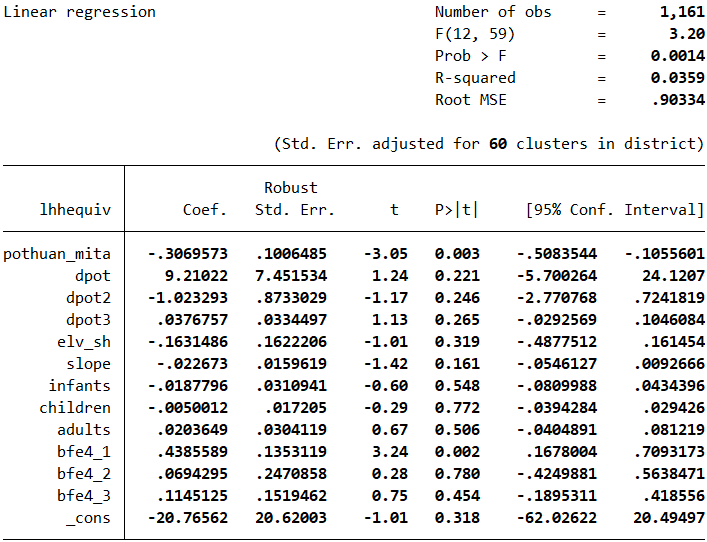 Linear regression Number of obs = 1,161
F(12, 59) = 3.20
Prob > F = 0.0014
R-squared = 0.0359
Root MSE = .90334
(Std. Err. adjusted for 60 clusters in district)
Robust
lhhequiv Coef. Std. Err. t P>|t| [95% Conf. Interval]
pothuan_mita -.3069573 .1006485 -3.05 0.003 -.5083544 -.1055601
dpot 9.21022 7.451534 1.24 0.221 -5.700264 24.1207
dpot2 -1.023293 .8733029 -1.17 0.246 -2.770768 .7241819
dpot3 .0376757 .0334497 1.13 0.265 -.0292569 .1046084
elv_sh -.1631486 .1622206 -1.01 0.319 -.4877512 .161454
slope -.022673 .0159619 -1.42 0.161 -.0546127 .0092666
infants -.0187796 .0310941 -0.60 0.548 -.0809988 .0434396
children -.0050012 .017205 -0.29 0.772 -.0394284 .029426
adults .0203649 .0304119 0.67 0.506 -.0404891 .081219
bfe4_1 .4385589 .1353119 3.24 0.002 .1678004 .7093173
bfe4_2 .0694295 .2470858 0.28 0.780 -.4249881 .5638471
bfe4_3 .1145125 .1519462 0.75 0.454 -.1895311 .418556
_cons -20.76562 20.62003 -1.01 0.318 -62.02622 20.49497